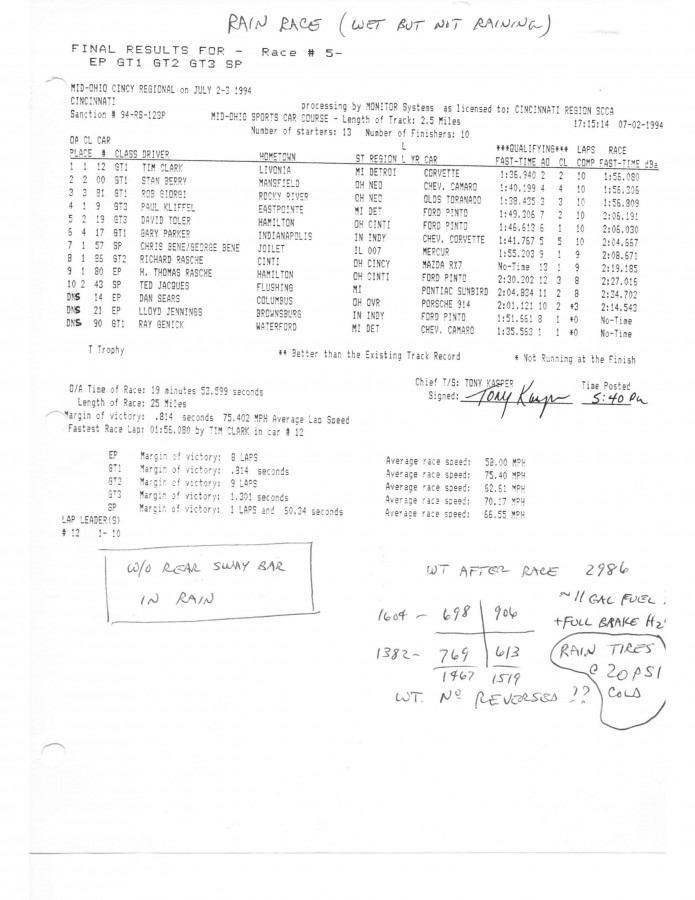 RAIN RACE (WET BUT NOT RAINING)
FINAL RESULTS FOR - Race # 5-
EP GT1 GT2 GT3 SP
MID-OHIO CINCY REGIONAL on JULY 2-3 1994
CINCINNATI processing by MONITOR Systems as licensed to: CINCINNATI REGION SCCA
Sanction # 94-RS-123P MID-OHIO SPORTS CAR COURSE - Length of Track: 2.5 Miles 17:15:14 07-02-1994
Number of starters: 13 Number of Finishers: 10
OA CL CAR L ***QUALIFYING*** LAPS RACE
PLACE # CLASS DRIVER HOMETOWN ST REGION L YR CAR FAST-TIME AO CL COMP FAST-TIME dBa
1 1 12 GT1 TIM CLARK LIVONIA MI DETROI CORVETTE 1:36.940 2 2 10 1:56.080
2 2 00 GT1 STAN BERRY MANSFIELD OH NEO CHEV. CAMARO 1:40.199 4 4 10 1:56.306
3 3 81 GT1 ROB GIORGI ROCKY RIVER OH NEO OLDS TORANADO 1:38.435 3 3 10 1:56.809
4 1 9 GT3 PAUL KLIFFEL EASTPOINTE MI DET FORD PINTO 1:49.306 7 2 10 2:06.191
5 2 19 GT3 DAVID TOLER HAMILTON OH CINTI FORD PINTO 1:46.613 6 1 10 2:06.030
6 4 17 GT1 GARY PARKER INDIANAPOLIS IN INDY CHEV. CORVETTE 1:41.767 5 5 10 2:04.667
7 1 57 SP CHRIS BENE/GEORGE BENE JOILET IL 007 MERCUR 1:55.203 9 1 9 2:08.671
8 1 86 GT2 RICHARD RASCHE CINTI OH CINCY MAZDA RX7 No-Time 13 1 9 2:19.185
9 1 80 EP H. THOMAS RASCHE HAMILTON OH CINTI FORD PINTO 2:30.202 12 3 8 2:27.016
10 2 43 SP TED JACQUES FLUSHING MI PONTIAC SUNBIRD 2:04.834 11 2 8 2:34.702
DNS 14 EP DAN SEARS COLUMBUS OH OVR PORSCHE 914 2:01.121 10 2 *3 2:14.543
DNS 21 EP LLOYD JENNINGS BROWNSBURG IN INDY FORD PINTO 1:51.661 8 1 *0 No-Time
DNS 90 GT1 RAY GENICK WATERFORD MI DET CHEV. CAMARO 1:35.563 1 1 *0 No-Time
T Trophy ** Better than the Existing Track Record * Not Running at the Finish
Chief T/S: TONY KASPER Time Posted
Signed: Tony Kasper 5:40 PM
O/A Time of Race: 19 minutes 53.599 seconds
Length of Race: 25 Miles
Margin of victory: .814 seconds 75.402 MPH Average Lap Speed
Fastest Race Lap: 01:56.080 by TIM CLARK in car # 12
EP Margin of victory: 8 LAPS Average race speed: 58.00 MPH
GT1 Margin of victory: .814 seconds Average race speed: 75.40 MPH
GT2 Margin of victory: 9 LAPS Average race speed: 62.61 MPH
GT3 Margin of victory: 1.301 seconds Average race speed: 70.17 MPH
SP Margin of victory: 1 LAPS and 50.34 seconds Average race speed: 66.55 MPH
LAP LEADER(S)
# 12 1- 10
W/O REAR SWAY BAR
IN RAIN
WT AFTER RACE 2986
~11 GAL FUEL
1604 - 698 906 + FULL BRAKE H2
1382 - 769 613 RAIN TIRES
1467 1519 @ 20 PSI
WT. NO REVERSED ?? COLD